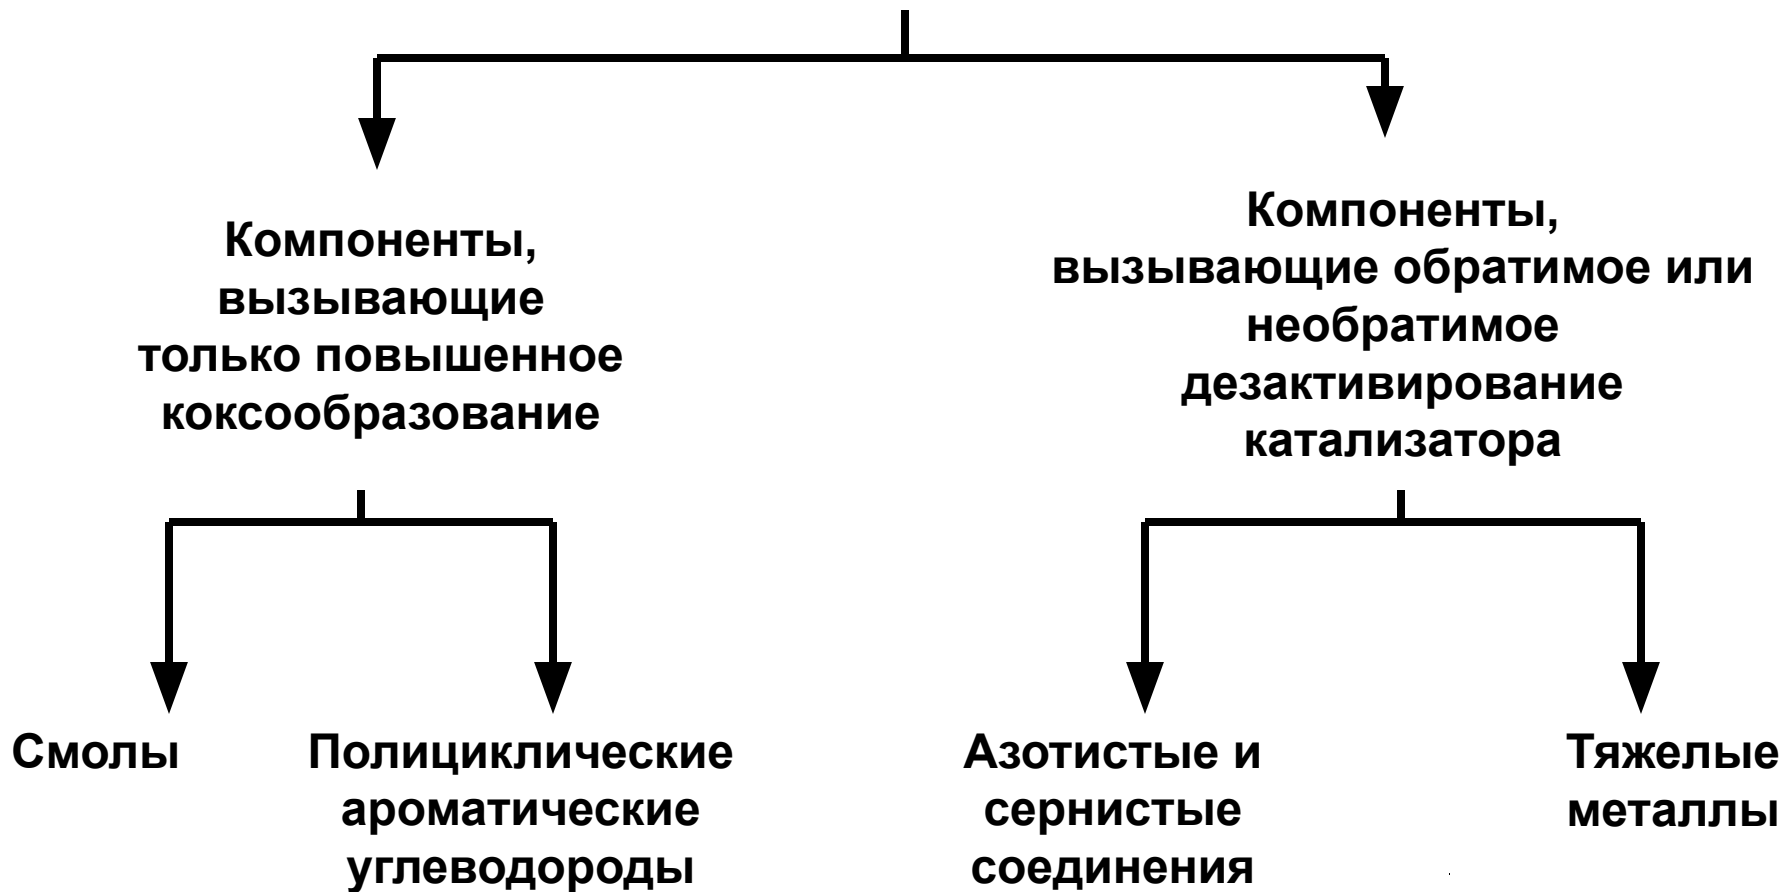 Компоненты,
вызывающие
только повышенное
коксообразование
Компоненты,
вызывающие обратимое или
необратимое
дезактивирование
катализатора
Смолы
Полициклические
ароматические
углеводороды
Азотистые и
сернистые
соединения
Тяжелые
металлы